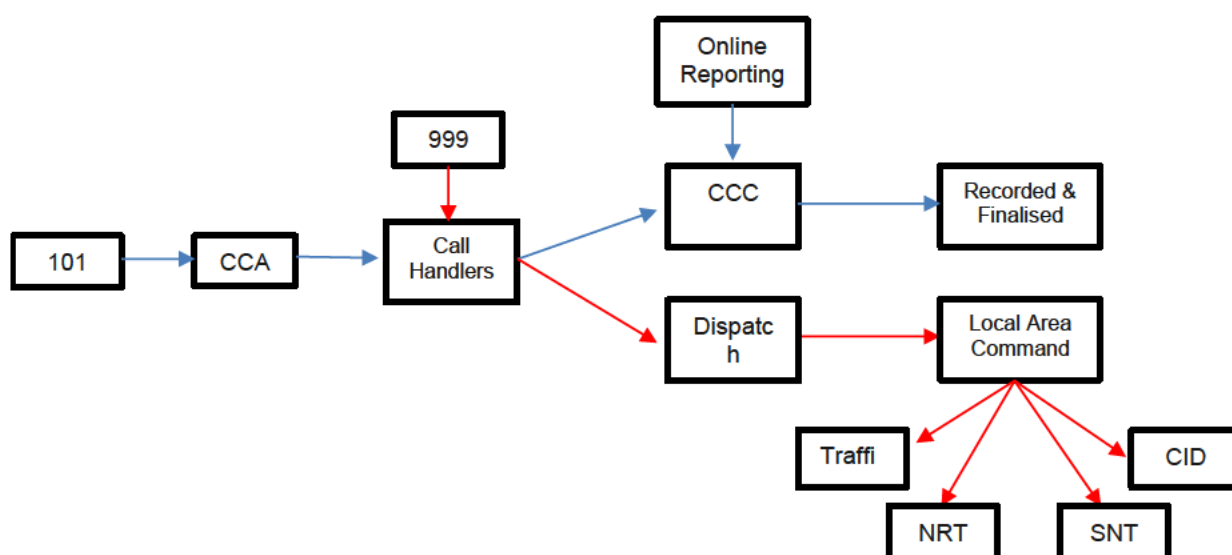 Online
Reporting
999
CCC
Recorded &
Finalised
101
CCA
Call
Handlers
Dispatc
h
Local Area
Command
Traffi
CID
NRT
SNT